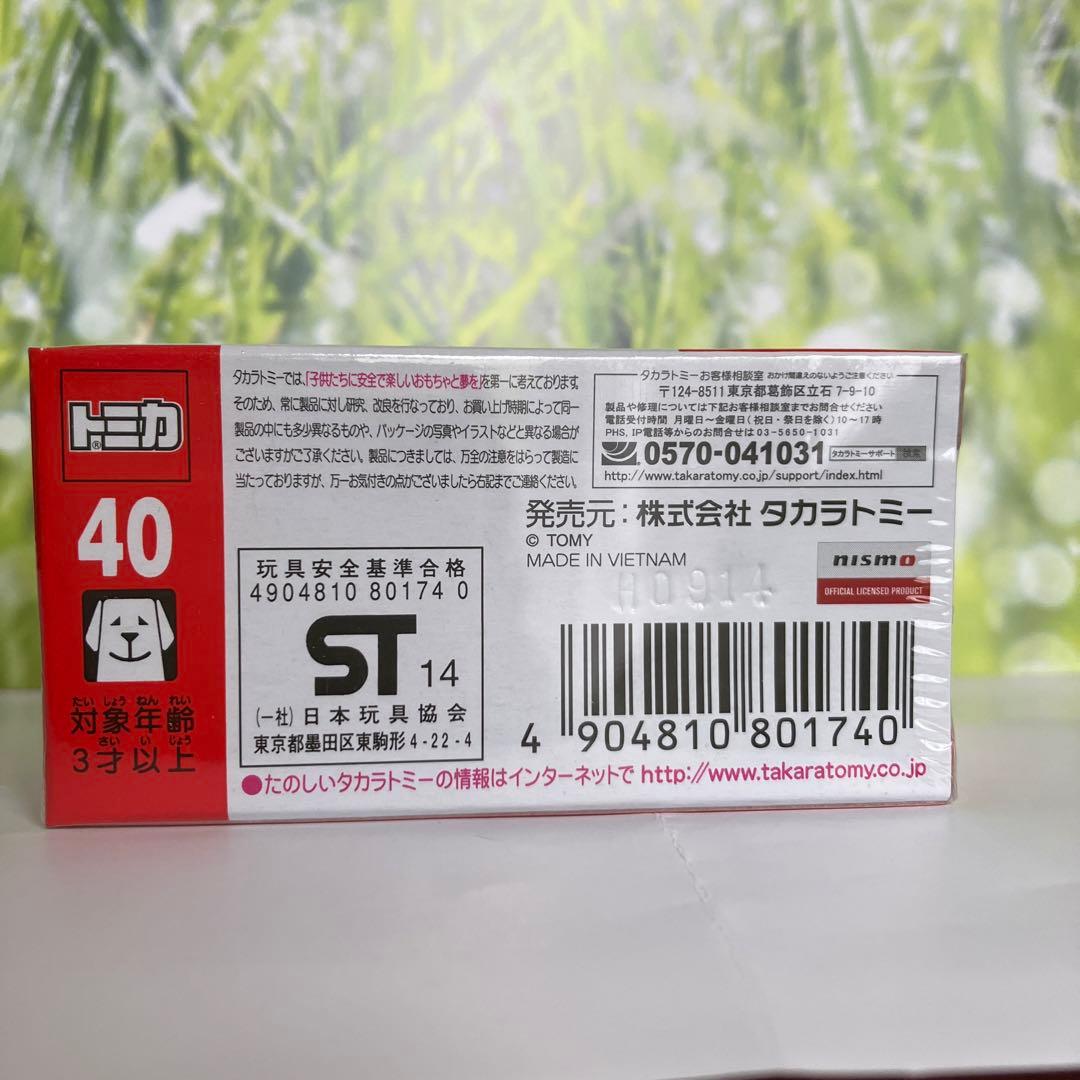 トミカ®
40
たいしょうねんれい
対象年齢
さいいじょう
3才以上
タカラトミーでは、「子供たちに安全で楽しいおもちゃと夢を」を第一に考えております。
そのため、常に製品に対し研究、改良を行なっており、お買い上げ時期によって同一
製品の中にも多少異なるものや、パッケージの写真やイラストなどと異なる場合が
ございますがご了承ください。製品につきましては、万全の注意をはらって製造に
当たっておりますが、万一お気付きの点がございましたら右記までご連絡ください。
タカラトミーお客様相談室 おかけ間違えのないようご注意ください
〒124-8511 東京都葛飾区立石 7-9-10
製品や修理については下記お客様相談室までお問合せください
電話受付時間 月曜日〜金曜日(祝日・祭日を除く)10〜17時
PHS, IP電話等からのお問合せは 03-5650-1031
0570-041031 タカラトミーサポート 検索
http://www.takaratomy.co.jp/support/index.html
発売元:株式会社 タカラトミー
© TOMY
MADE IN VIETNAM
H0914
nismo
OFFICIAL LICENSED PRODUCT
玩具安全基準合格
4904810 80174 0
ST 14
(一社)日本玩具協会
東京都墨田区東駒形 4-22-4
4 904810 801740
●たのしいタカラトミーの情報はインターネットで http://www.takaratomy.co.jp